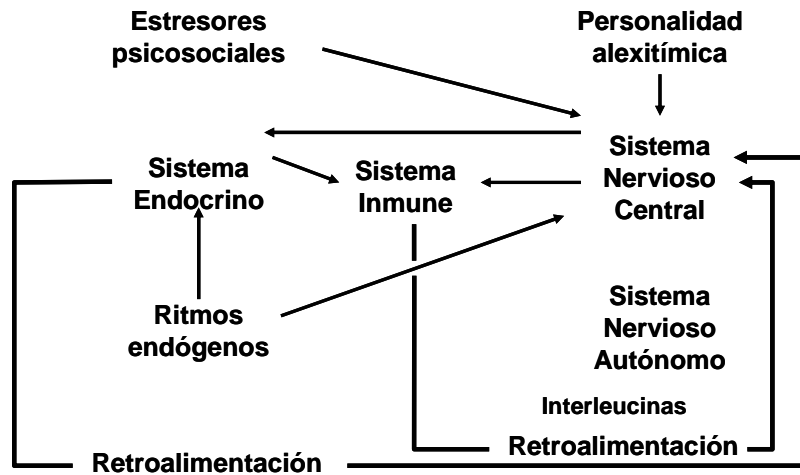 Estresores
psicosociales
Personalidad
alexitímica
Sistema
Endocrino
Sistema
Inmune
Sistema
Nervioso
Central
Ritmos
endógenos
Sistema
Nervioso
Autónomo
Interleucinas
Retroalimentación
Retroalimentación